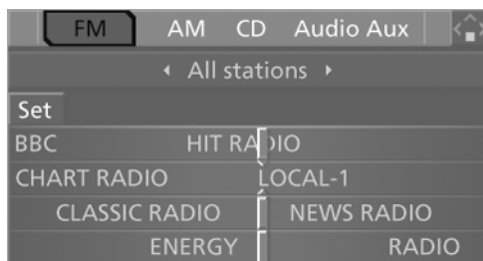 FM AM CD Audio Aux
All stations
Set
BBC HIT RADIO
CHART RADIO LOCAL-1
CLASSIC RADIO NEWS RADIO
ENERGY RADIO